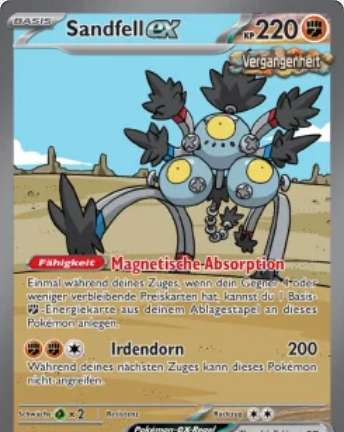 BASIS Sandfell ex KP 220
Vergangenheit
Fähigkeit Magnetische Absorption
Einmal während deines Zuges, wenn dein Gegner 4 oder
weniger verbleibende Preiskarten hat, kannst du 1 Basis-
-Energiekarte aus deinem Ablagestapel an dieses
Pokémon anlegen.
Irdendorn 200
Während deines nächsten Zuges kann dieses Pokémon
nicht angreifen.
Schwäche x2 Resistenz Rückzug
Pokémon-ex-Regel